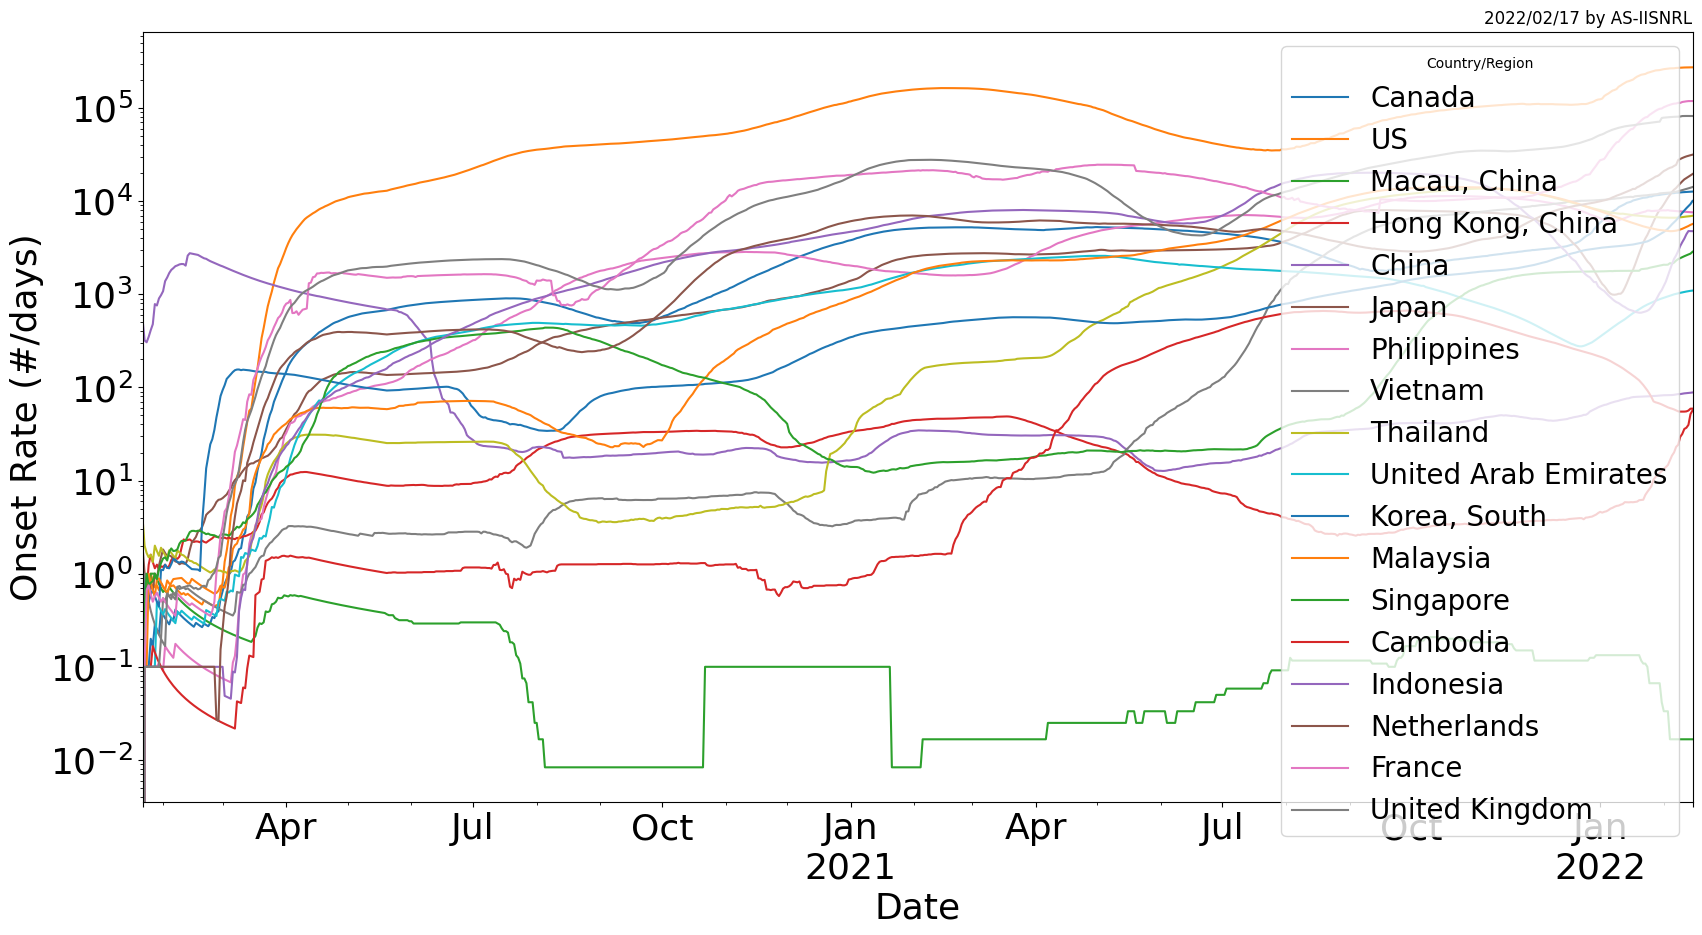 2022/02/17 by AS-IISNRL
Onset Rate (#/days)
10^5
10^4
10^3
10^2
10^1
10^0
10^−1
10^−2
Country/Region
Canada
US
Macau, China
Hong Kong, China
China
Japan
Philippines
Vietnam
Thailand
United Arab Emirates
Korea, South
Malaysia
Singapore
Cambodia
Indonesia
Netherlands
France
United Kingdom
Apr Jul Oct Jan Apr Jul Oct Jan
2021 2022
Date